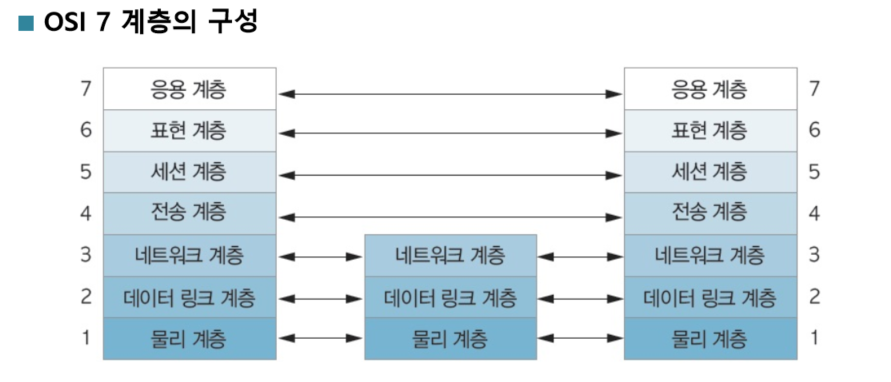 ■ OSI 7 계층의 구성
7 응용 계층 응용 계층 7
6 표현 계층 표현 계층 6
5 세션 계층 세션 계층 5
4 전송 계층 전송 계층 4
3 네트워크 계층 네트워크 계층 네트워크 계층 3
2 데이터 링크 계층 데이터 링크 계층 데이터 링크 계층 2
1 물리 계층 물리 계층 물리 계층 1